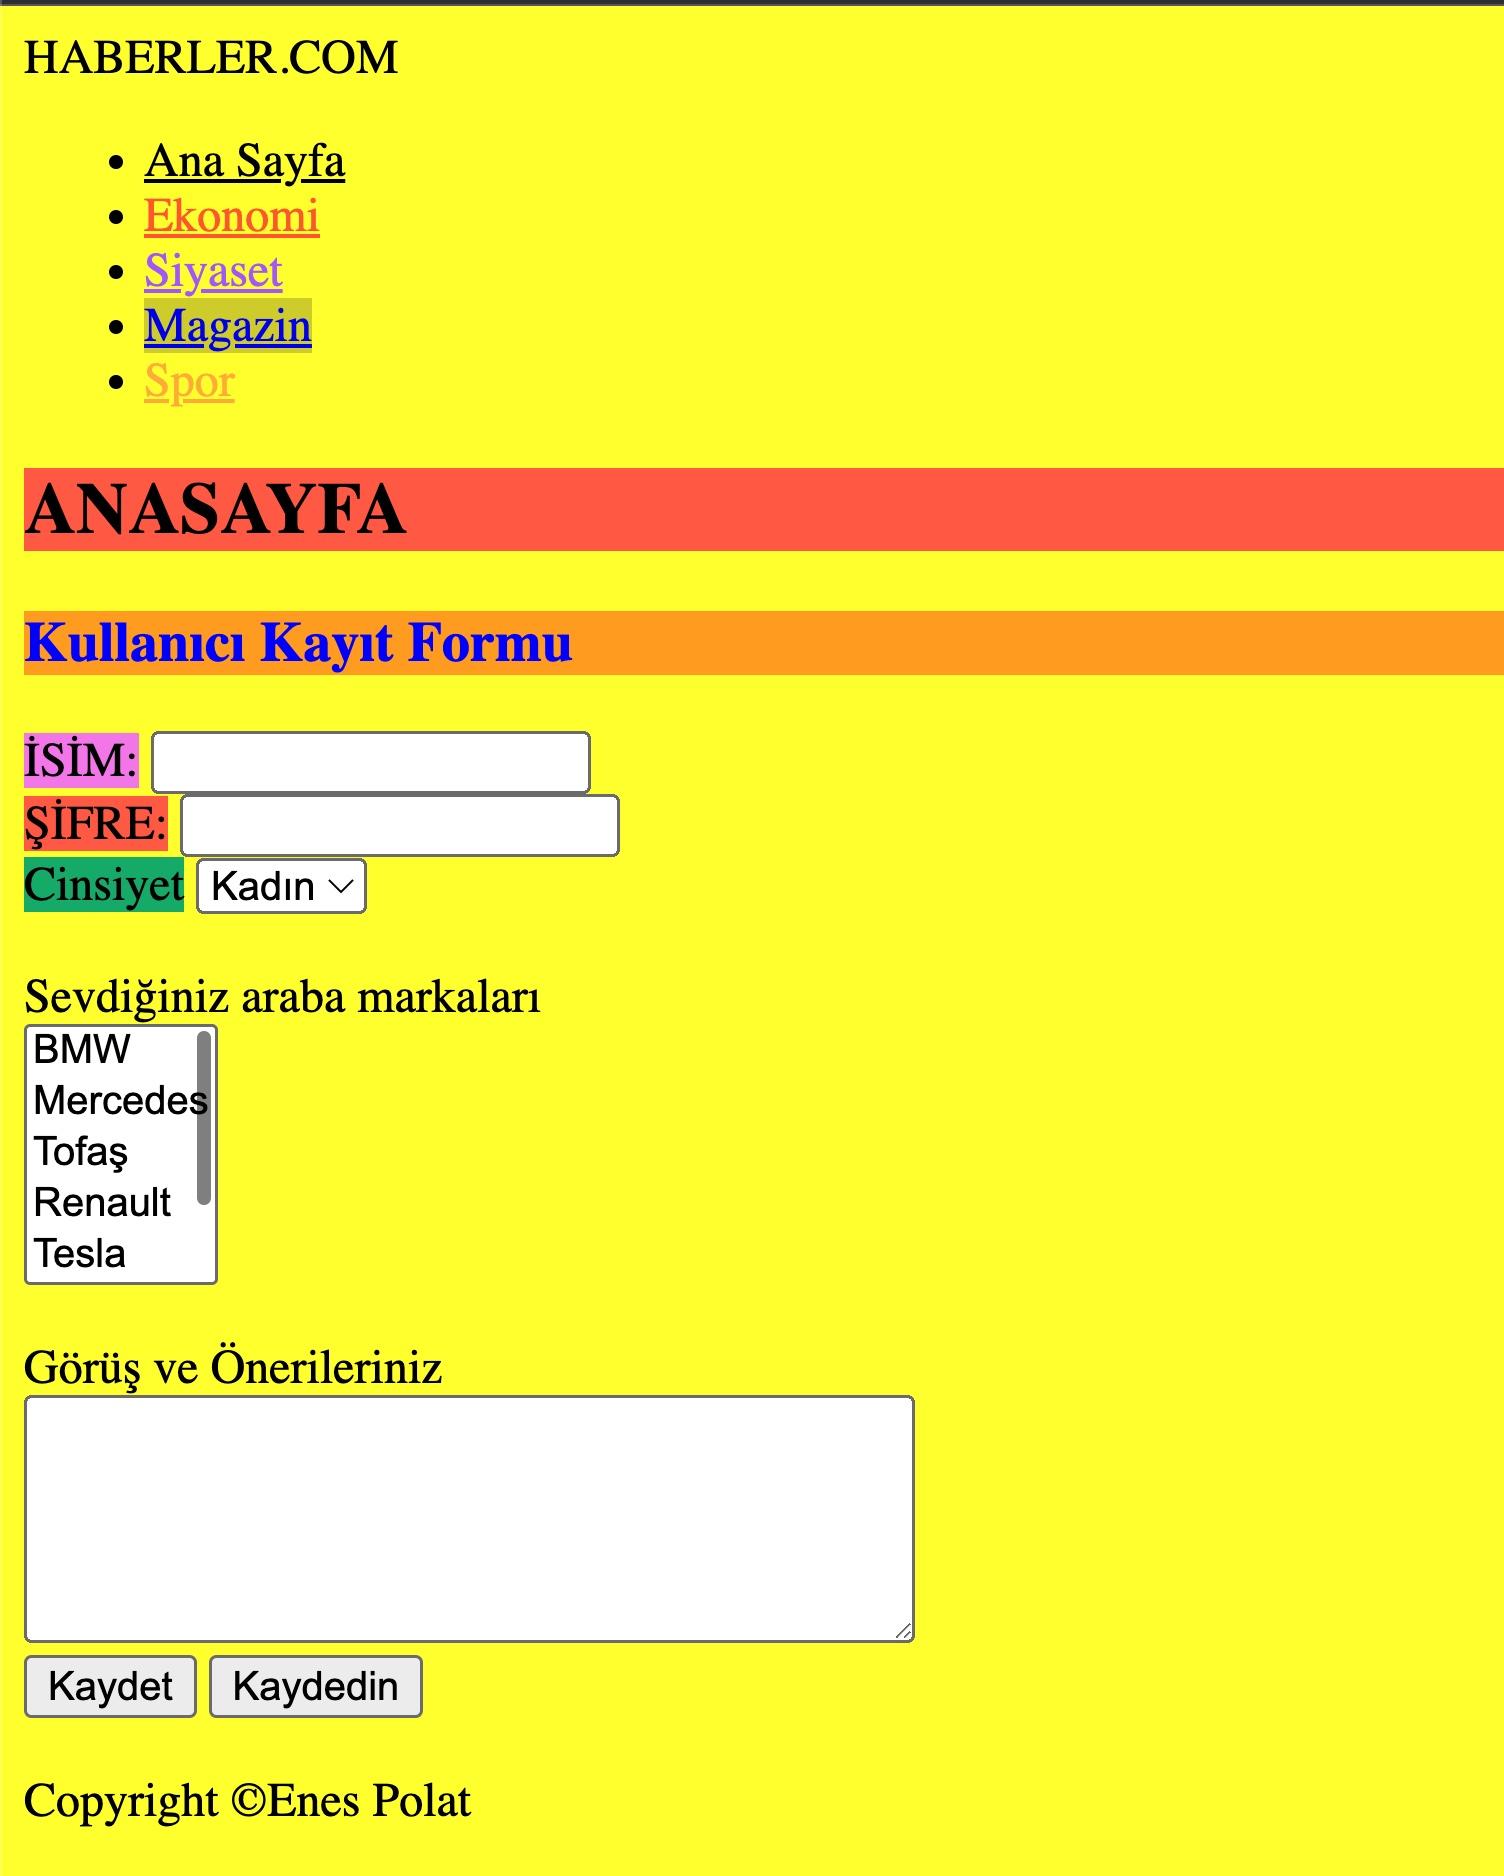 HABERLER.COM
Ana Sayfa
Ekonomi
Siyaset
Magazin
Spor
ANASAYFA
Kullanıcı Kayıt Formu
İSİM:
ŞİFRE:
Cinsiyet Kadın
Sevdiğiniz araba markaları
BMW
Mercedes
Tofaş
Renault
Tesla
Görüş ve Önerileriniz
Kaydet Kaydedin
Copyright ©Enes Polat